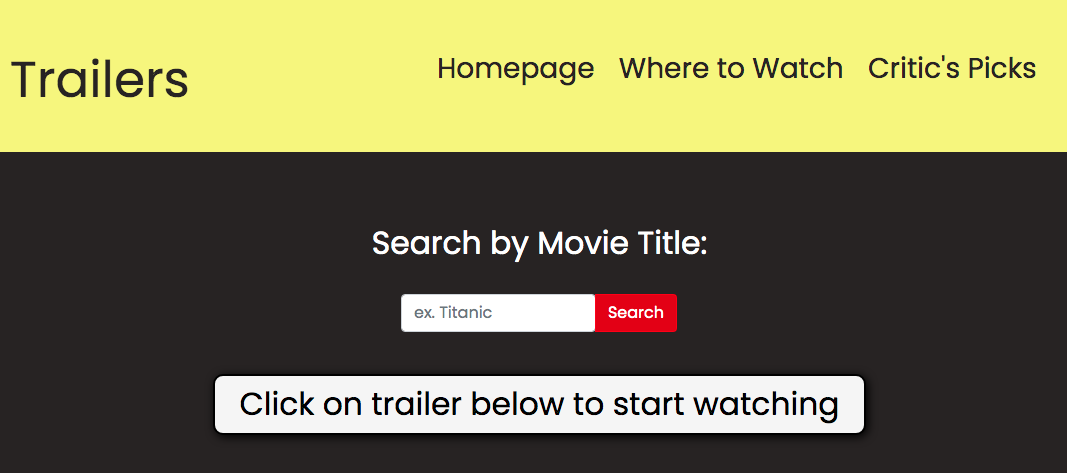 Trailers
Homepage Where to Watch Critic's Picks
Search by Movie Title:
ex. Titanic Search
Click on trailer below to start watching